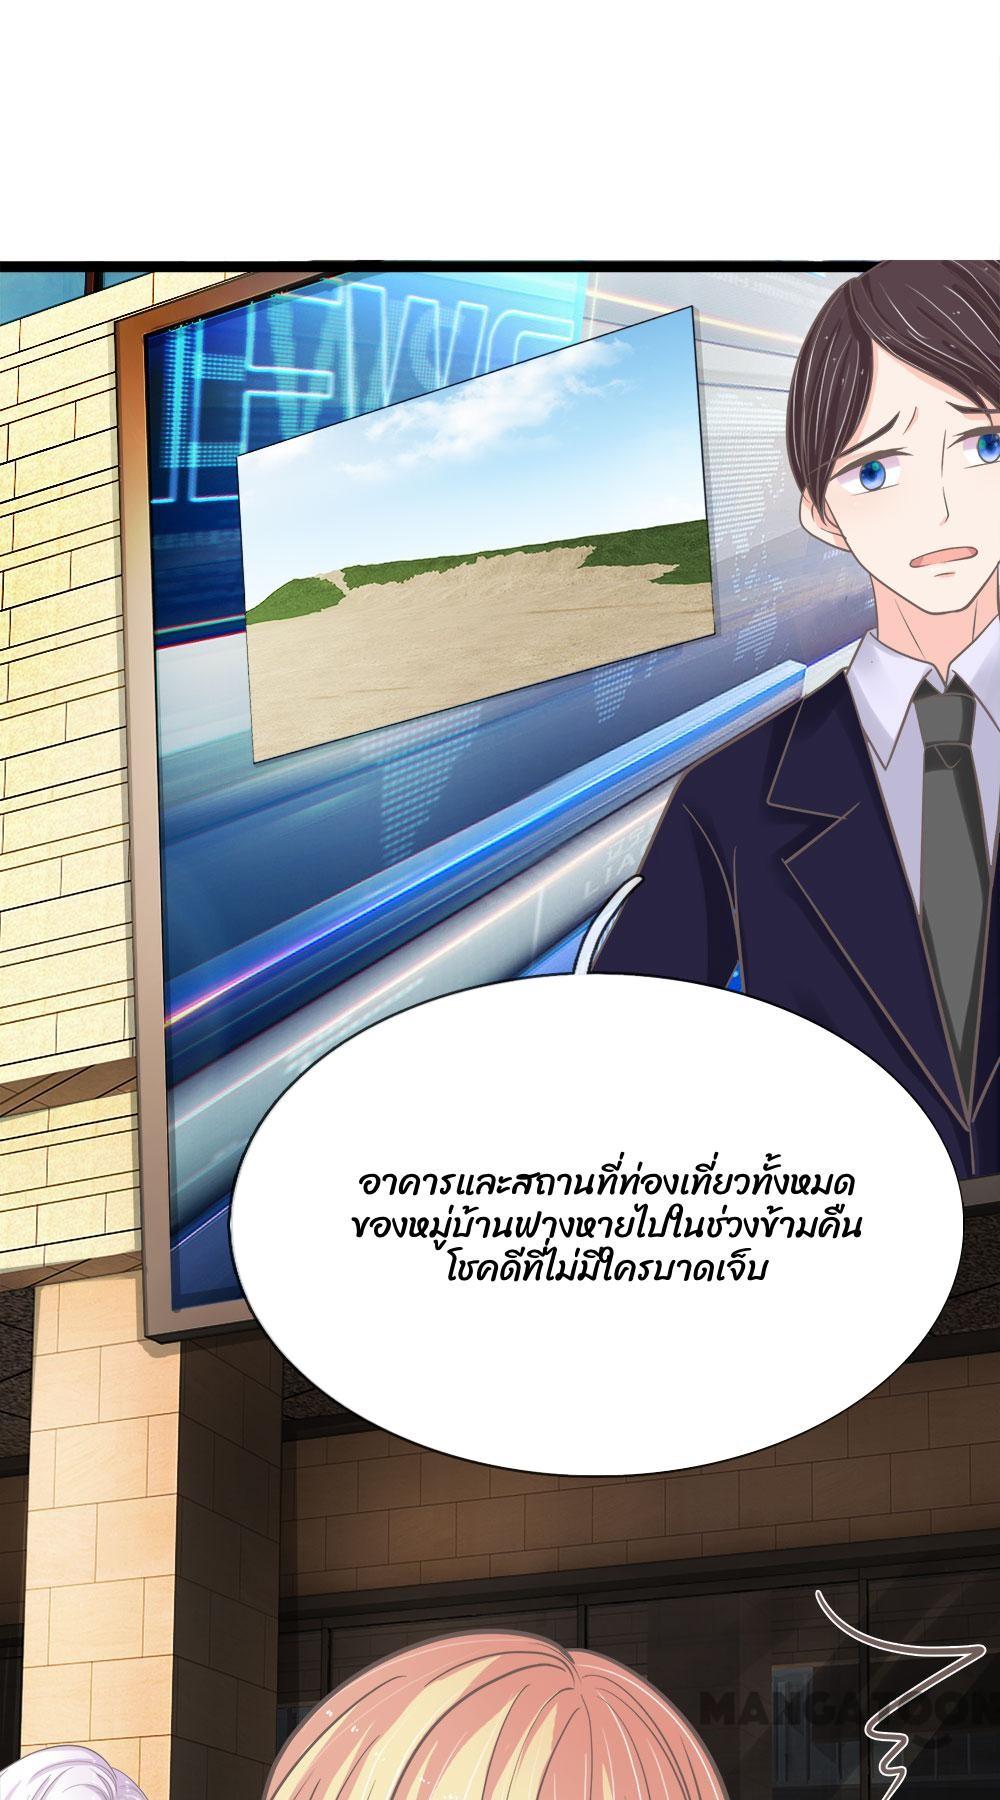 EWS
อาคารและสถานที่ท่องเที่ยวทั้งหมด
ของหมู่บ้านฟางหายไปในช่วงข้ามคืน
โชคดีที่ไม่มีใครบาดเจ็บ
MANGATOON